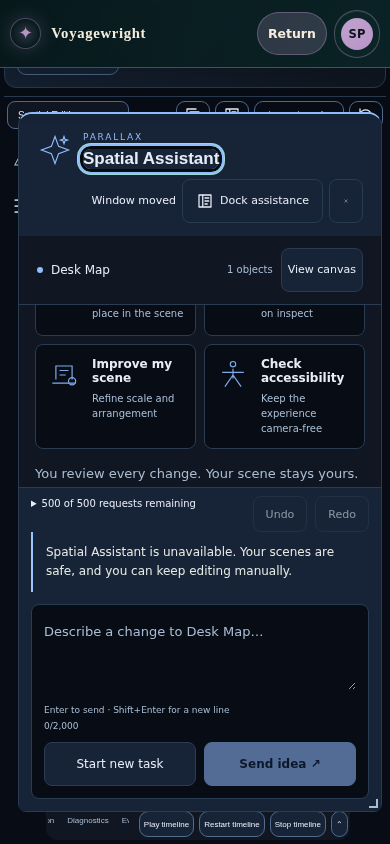 Voyagewright
Return
SP
PARALLAX
Spatial Assistant
Window moved
Dock assistance
×
Desk Map
1 objects
View canvas
place in the scene
on inspect
Improve my
scene
Refine scale and
arrangement
Check
accessibility
Keep the
experience
camera-free
You review every change. Your scene stays yours.
500 of 500 requests remaining
Undo
Redo
Spatial Assistant is unavailable. Your scenes are
safe, and you can keep editing manually.
Describe a change to Desk Map…
Enter to send · Shift+Enter for a new line
0/2,000
Start new task
Send idea ↗
Diagnostics
Play timeline
Restart timeline
Stop timeline